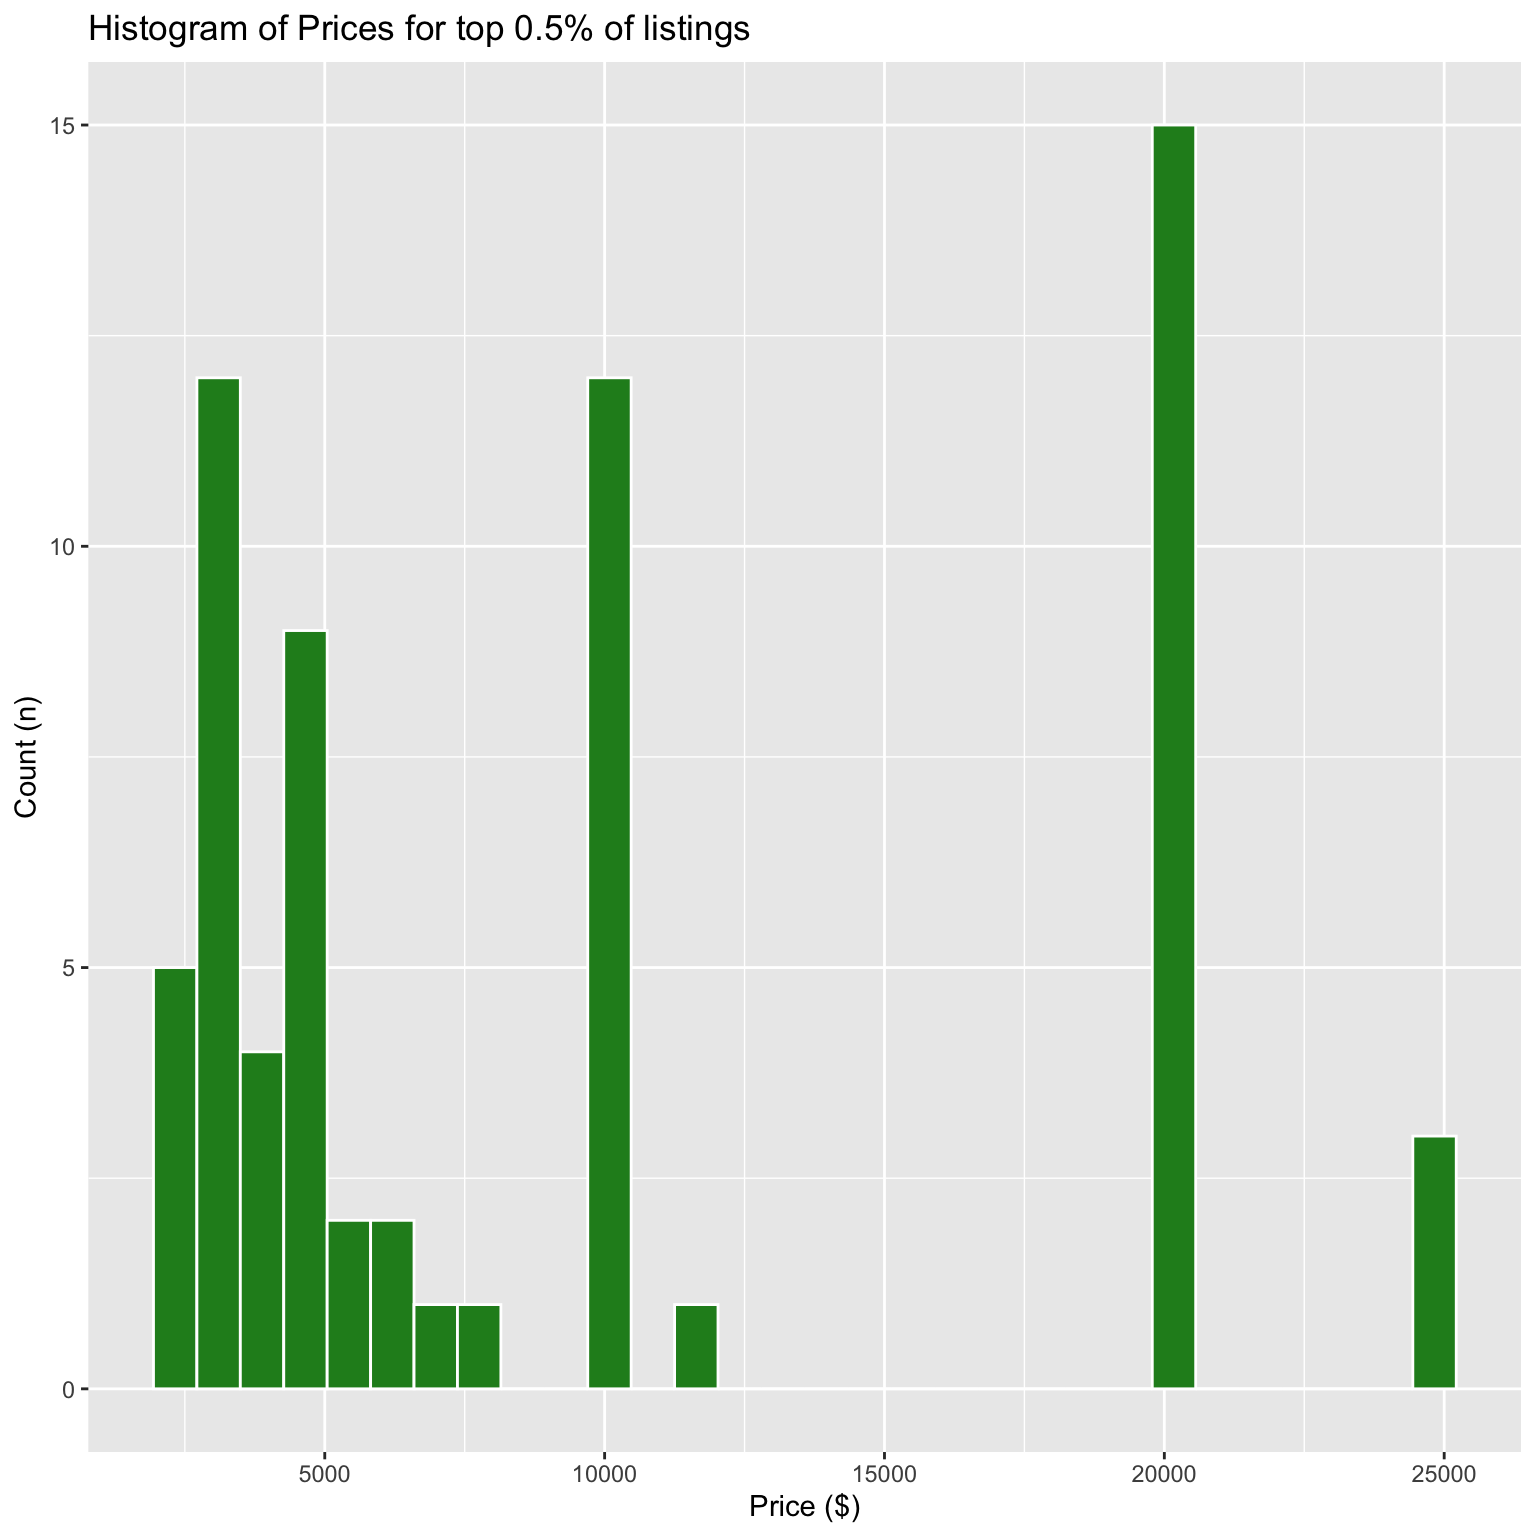 Histogram of Prices for top 0.5% of listings
15
10
5
0
Count (n)
5000 10000 15000 20000 25000
Price ($)